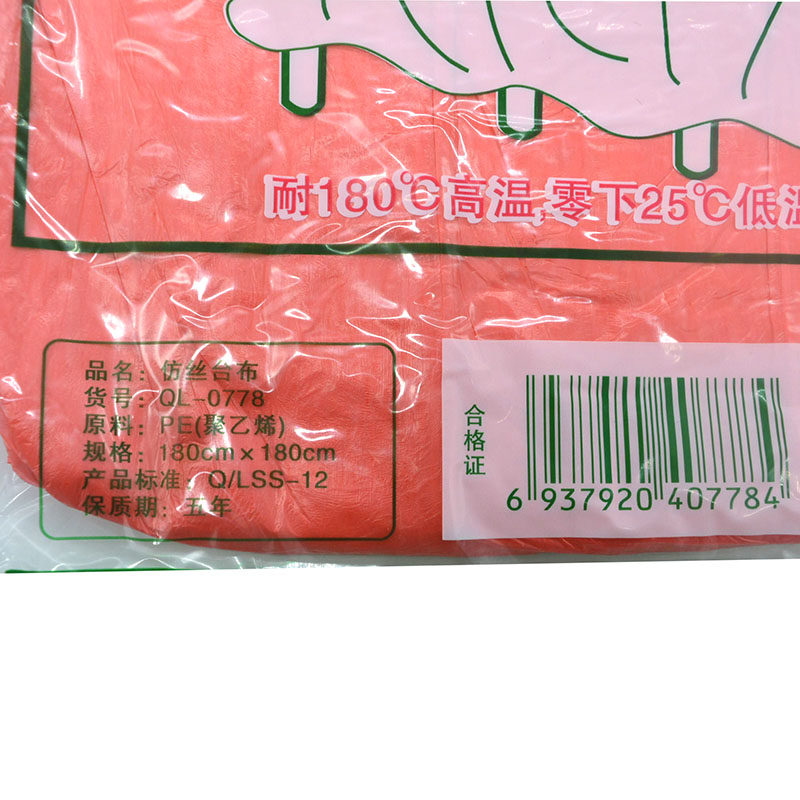 耐180℃高温,零下25℃低温
品名：仿丝台布
货号：QL-0778
原料：PE(聚乙烯)
规格：180cm×180cm
产品标准：Q/LSS-12
保质期：五年
合格证
6 937920 407784